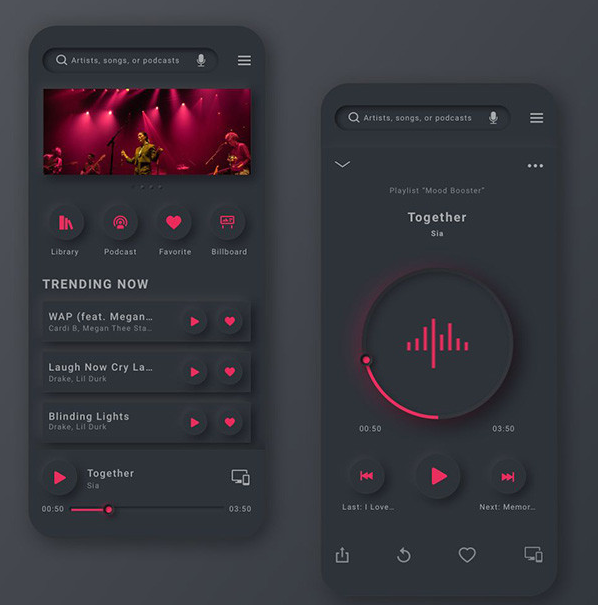 Artists, songs, or podcasts
Library Podcast Favorite Billboard
TRENDING NOW
WAP (feat. Megan...
Cardi B, Megan Thee Sta...
Laugh Now Cry La...
Drake, Lil Durk
Blinding Lights
Drake, Lil Durk
Together
Sia
00:50 03:50
Artists, songs, or podcasts
Playlist “Mood Booster”
Together
Sia
00:50 03:50
Last: I Love... Next: Memor...